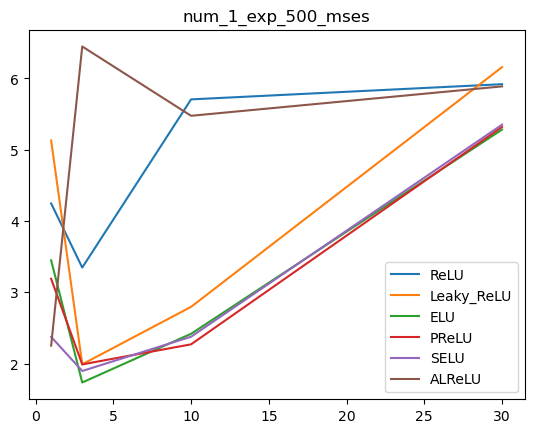 num_1_exp_500_mses
6
5
4
3
2
ReLU
Leaky_ReLU
ELU
PReLU
SELU
ALReLU
0 5 10 15 20 25 30